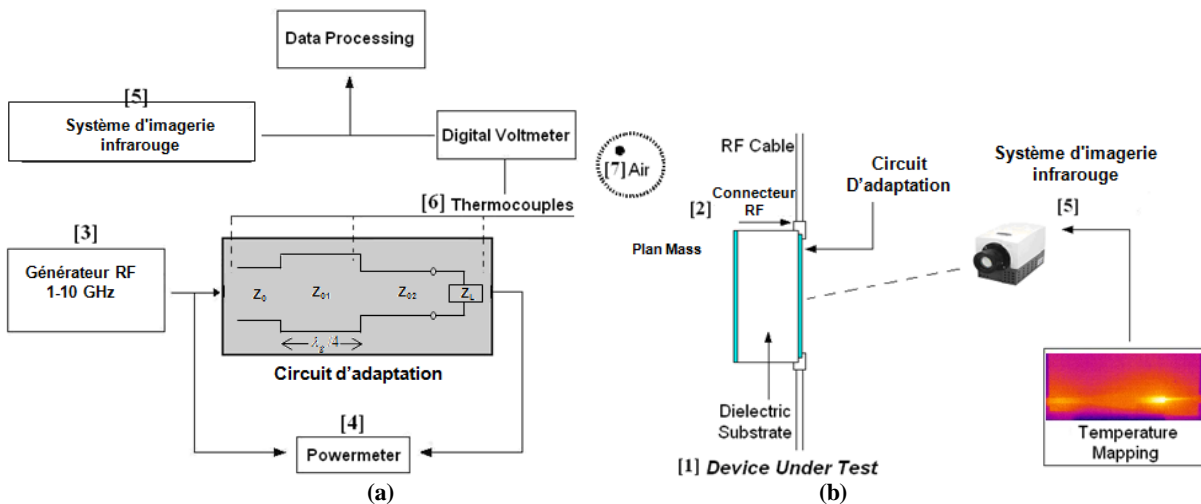 Data Processing
[5]
Système d'imagerie
infrarouge
Digital Voltmeter
[6] Thermocouples
[3]
Générateur RF
1-10 GHz
Z0
Z01
Z02
ZL
λg/4
Circuit d'adaptation
[4]
Powermeter
(a)
[7] Air
RF Cable
Connecteur
RF
[2]
Plan Mass
Circuit
D'adaptation
Système d'imagerie
infrarouge
[5]
Dielectric
Substrate
[1] Device Under Test
Temperature
Mapping
(b)